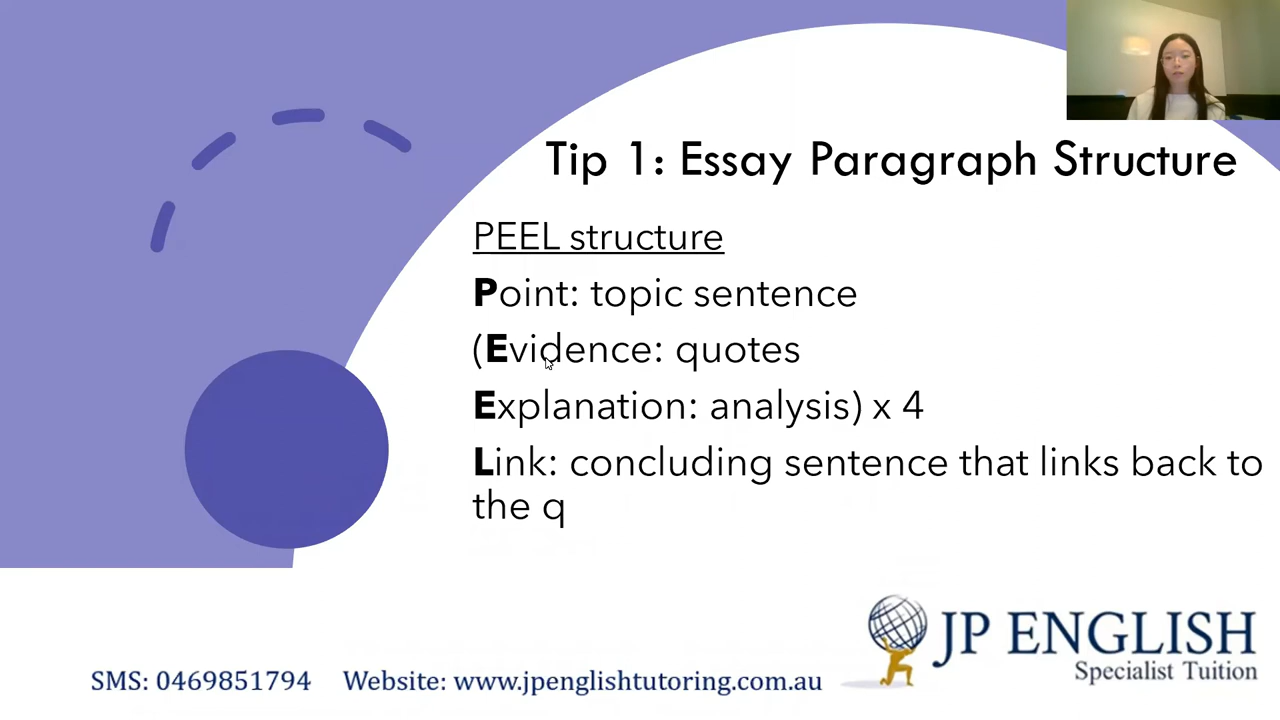 Tip 1: Essay Paragraph Structure
PEEL structure
Point: topic sentence
(Evidence: quotes
Explanation: analysis) x 4
Link: concluding sentence that links back to
the q
JP ENGLISH
Specialist Tuition
SMS: 0469851794 Website: www.jpenglishtutoring.com.au